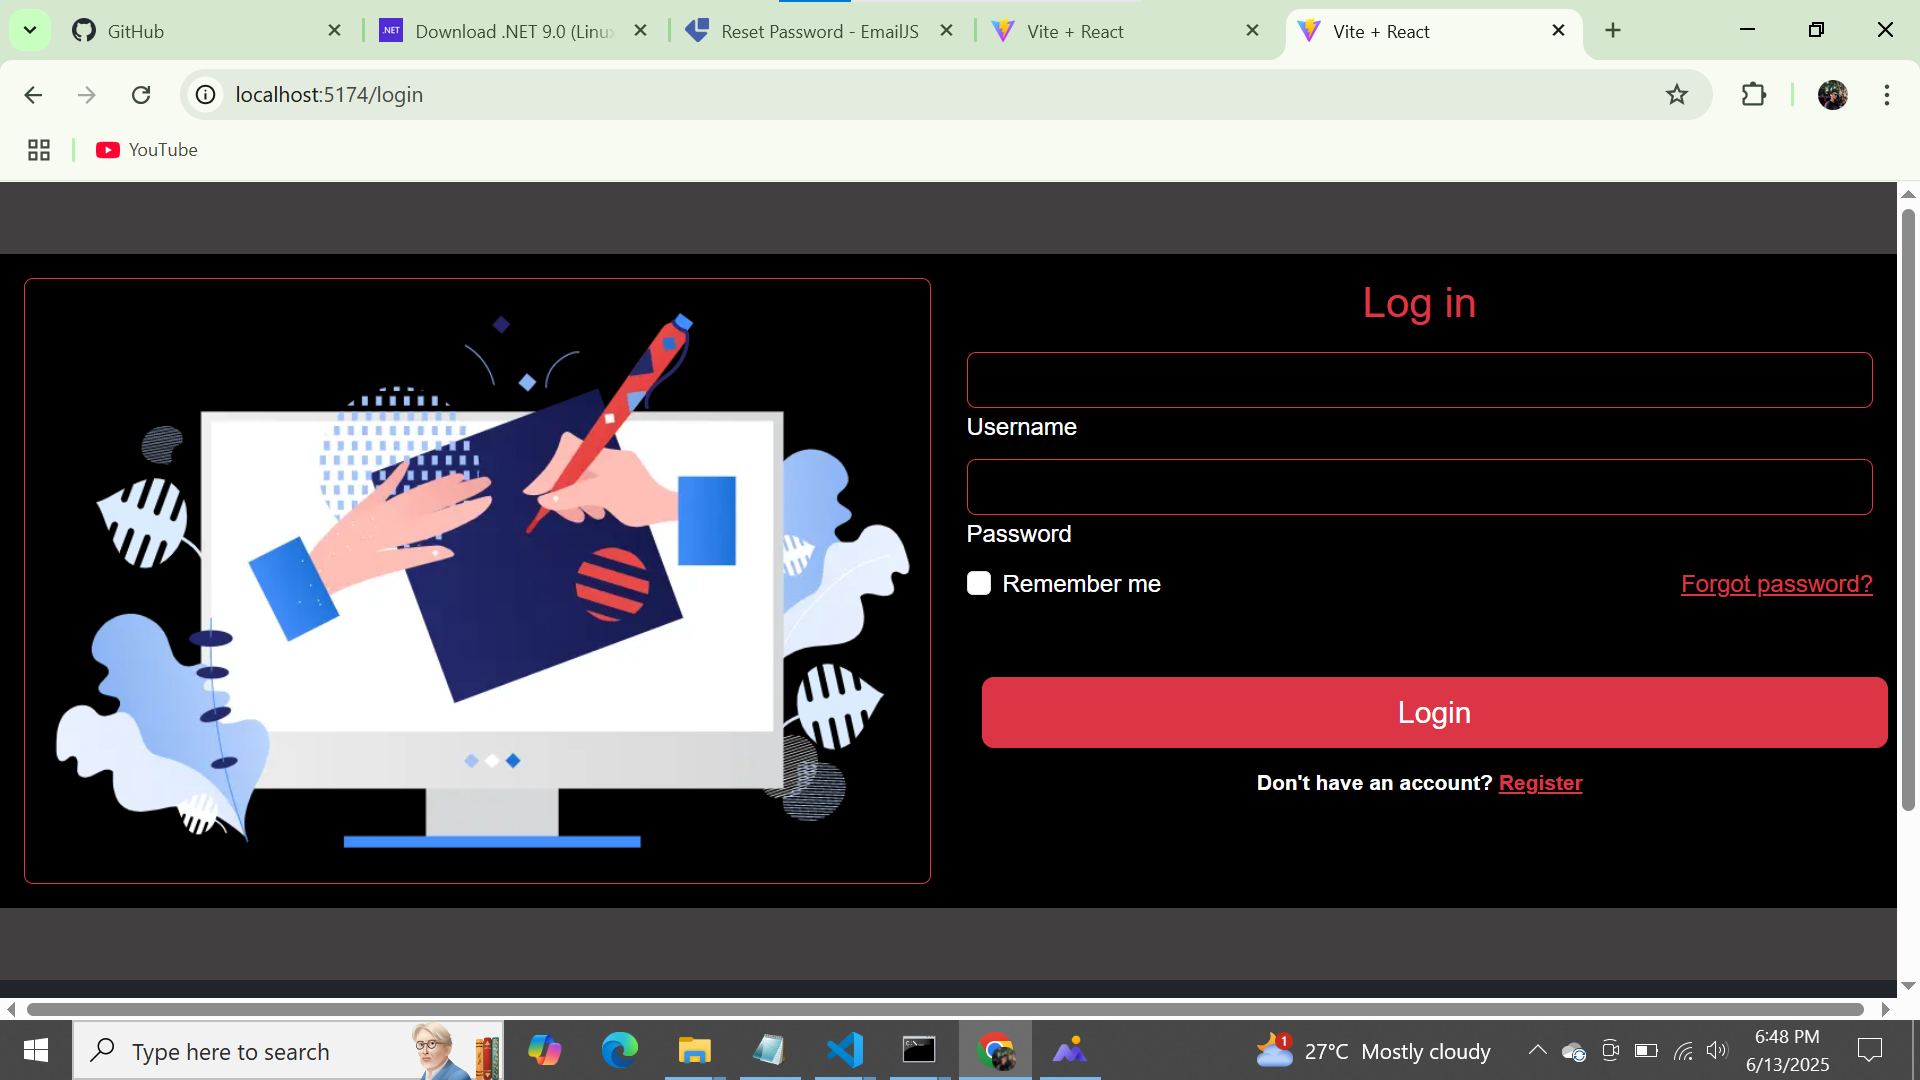 GitHub
.NET
Download .NET 9.0 (Linu
Reset Password - EmailJS
Vite + React
Vite + React
localhost:5174/login
YouTube
Log in
Username
Password
Remember me
Forgot password?
Login
Don't have an account? Register
Type here to search
1
27°C Mostly cloudy
6:48 PM
6/13/2025